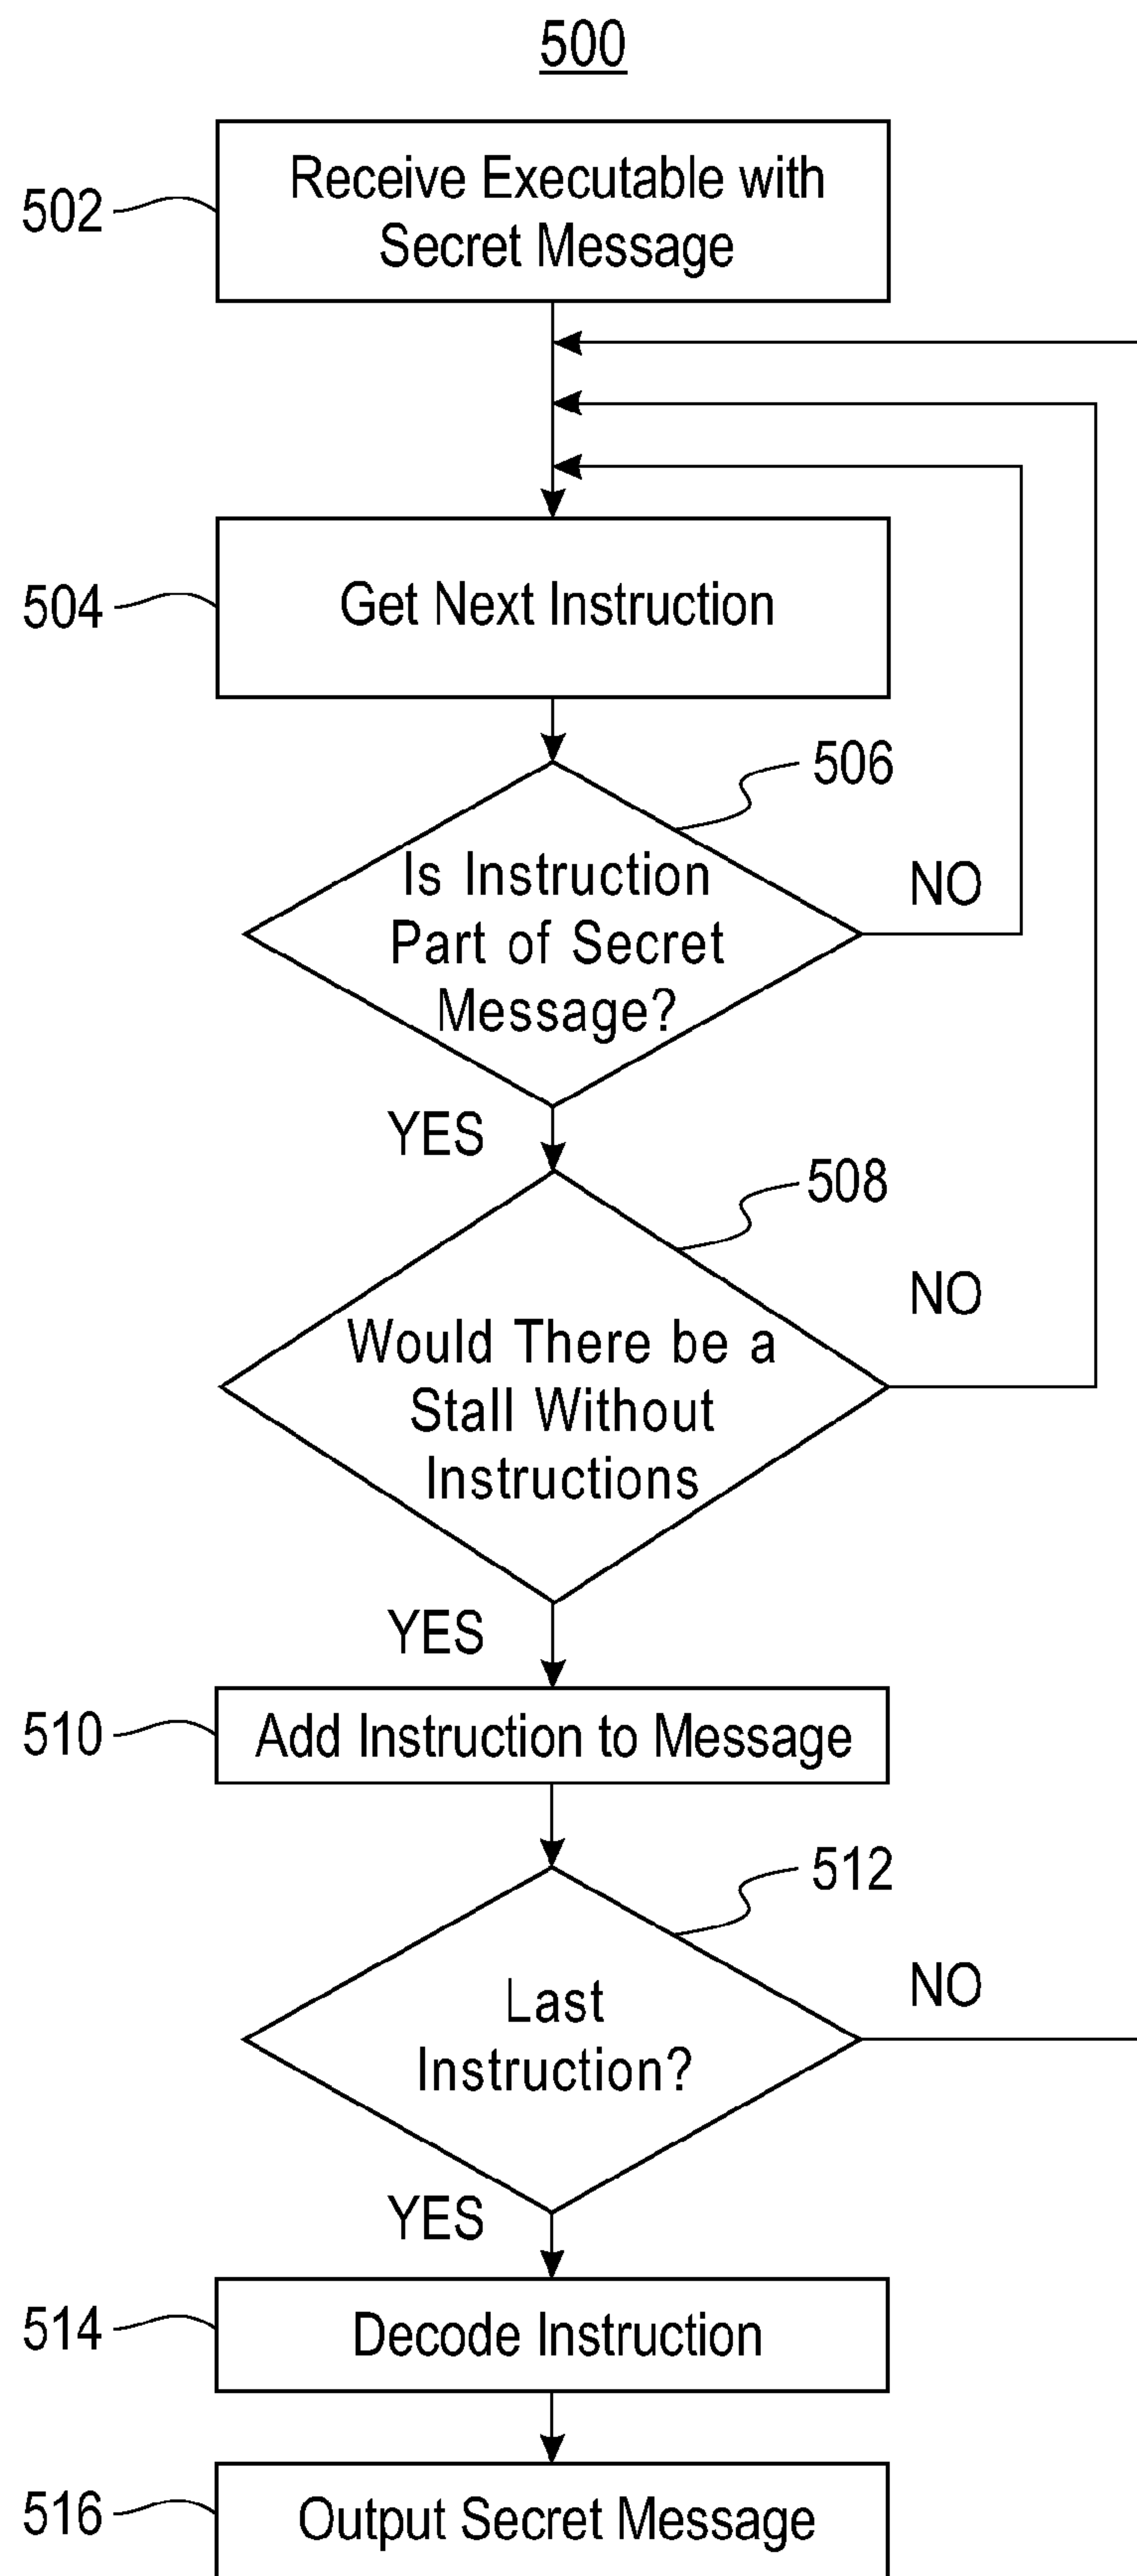 500
502
Receive Executable with
Secret Message
504
Get Next Instruction
506
Is Instruction
Part of Secret
Message?
NO
YES
508
Would There be a
Stall Without
Instructions
NO
YES
510
Add Instruction to Message
512
Last
Instruction?
NO
YES
514
Decode Instruction
516
Output Secret Message